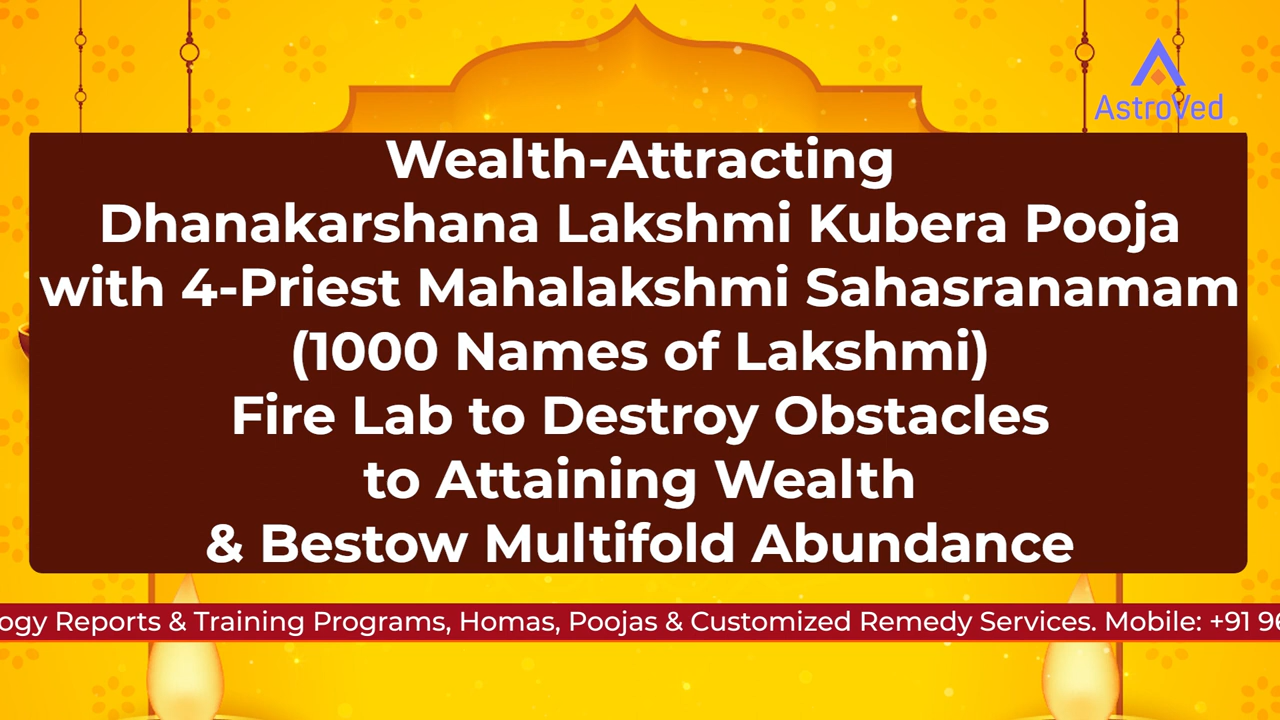 AstroVed
Wealth-Attracting
Dhanakarshana Lakshmi Kubera Pooja
with 4-Priest Mahalakshmi Sahasranamam
(1000 Names of Lakshmi)
Fire Lab to Destroy Obstacles
to Attaining Wealth
& Bestow Multifold Abundance
ogy Reports & Training Programs, Homas, Poojas & Customized Remedy Services. Mobile: +91 96